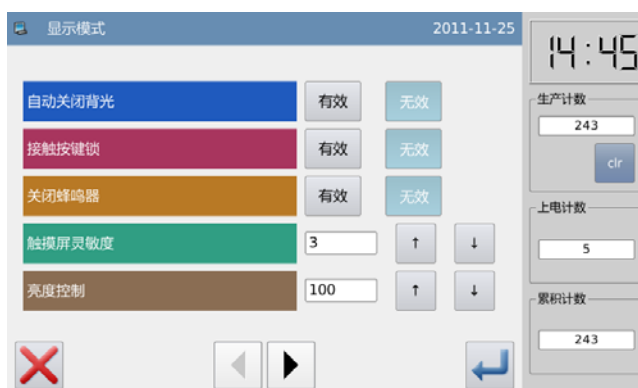 显示模式 2011-11-25
自动关闭背光 有效 无效
接触按键锁 有效 无效
关闭蜂鸣器 有效 无效
触摸屏灵敏度 3 ↑ ↓
亮度控制 100 ↑ ↓
14:45
生产计数
243
clr
上电计数
5
累积计数
243